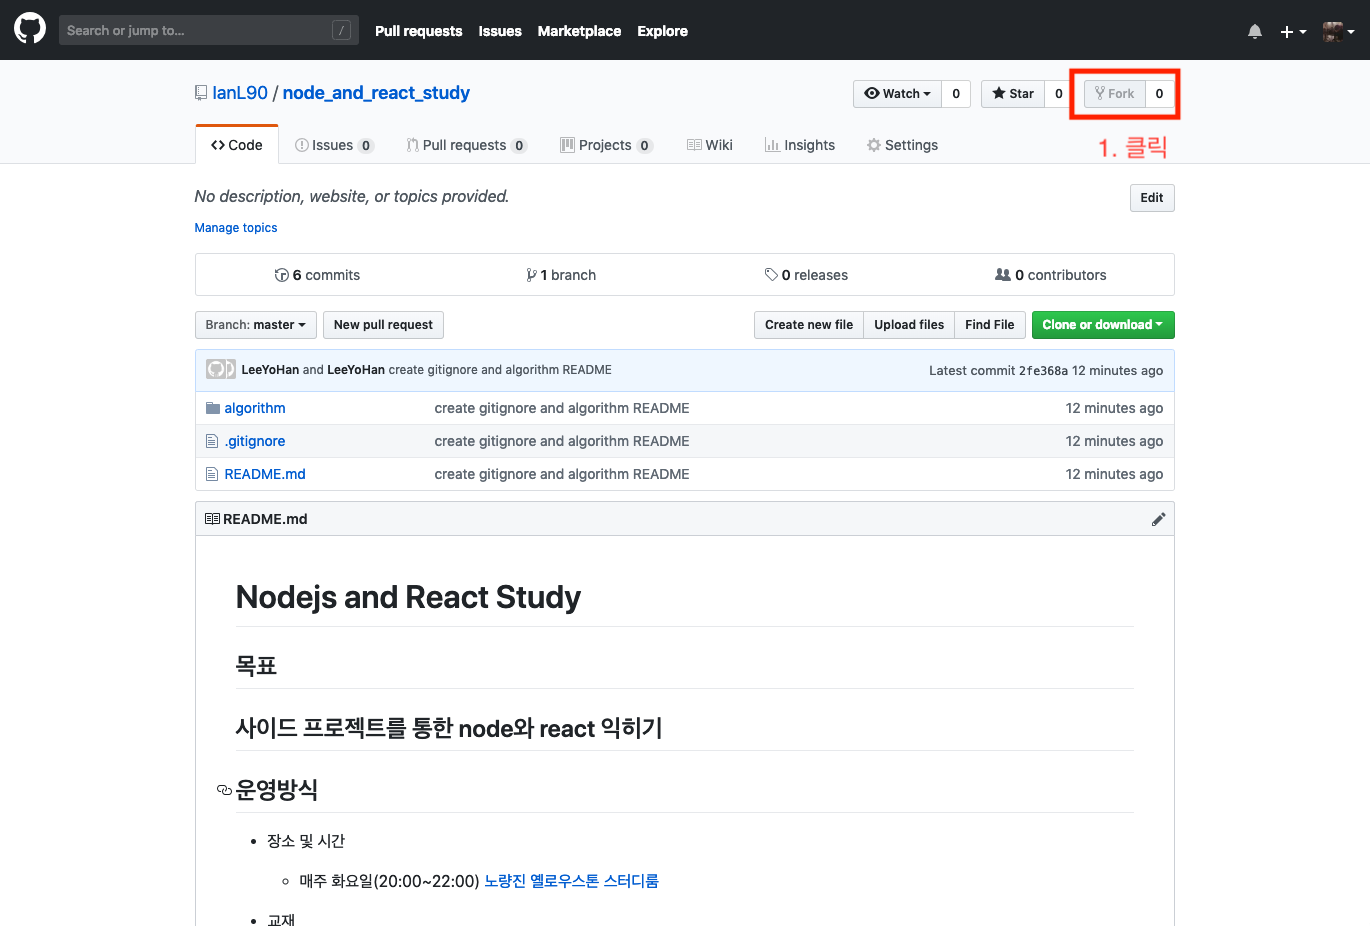 Search or jump to... / Pull requests Issues Marketplace Explore
IanL90 / node_and_react_study Watch 0 Star 0 Fork 0
1. 클릭
Code Issues 0 Pull requests 0 Projects 0 Wiki Insights Settings
No description, website, or topics provided. Edit
Manage topics
6 commits 1 branch 0 releases 0 contributors
Branch: master New pull request Create new file Upload files Find File Clone or download
LeeYoHan and LeeYoHan create gitignore and algorithm README Latest commit 2fe368a 12 minutes ago
algorithm create gitignore and algorithm README 12 minutes ago
.gitignore create gitignore and algorithm README 12 minutes ago
README.md create gitignore and algorithm README 12 minutes ago
README.md
Nodejs and React Study
목표
사이드 프로젝트를 통한 node와 react 익히기
운영방식
장소 및 시간
매주 화요일(20:00~22:00) 노량진 옐로우스톤 스터디룸
교재